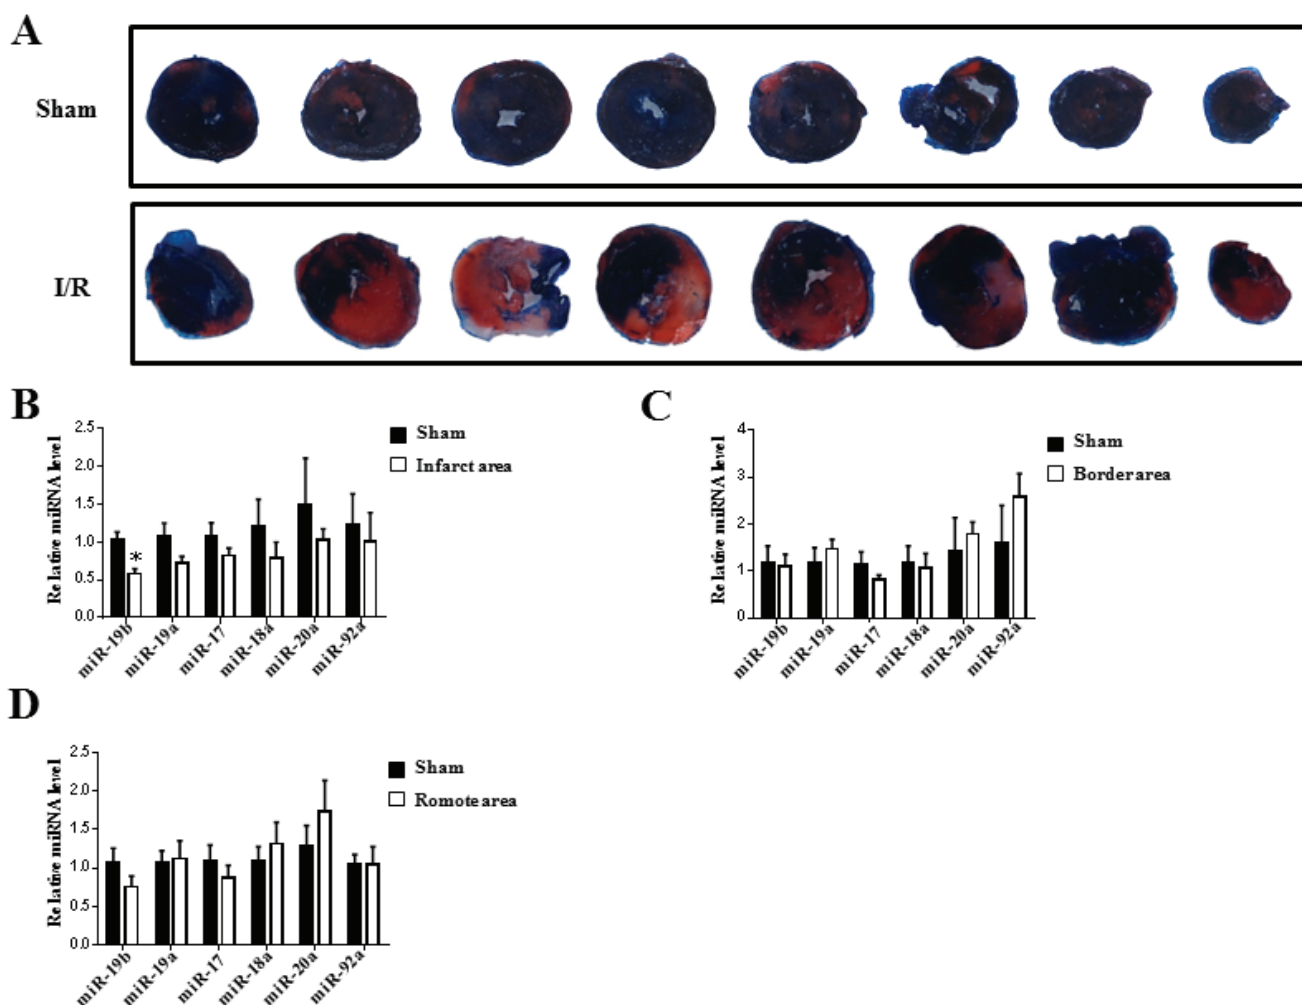 A
Sham
I/R
B
Relative miRNA level
2.5
2.0
1.5
1.0
0.5
0.0
miR-19b
miR-19a
miR-17
miR-18a
miR-20a
miR-92a
*
Sham
Infarct area
C
Relative miRNA level
4
3
2
1
0
miR-19b
miR-19a
miR-17
miR-18a
miR-20a
miR-92a
Sham
Border area
D
Relative miRNA level
2.5
2.0
1.5
1.0
0.5
0.0
miR-19b
miR-19a
miR-17
miR-18a
miR-20a
miR-92a
Sham
Romote area